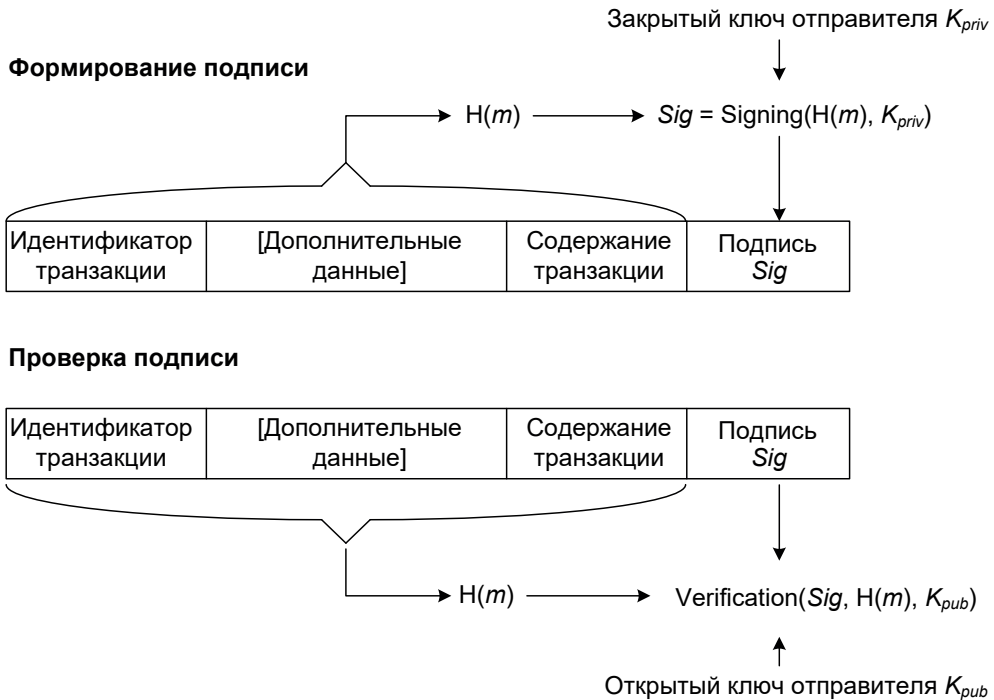 Закрытый ключ отправителя Kpriv
Формирование подписи
H(m)
Sig = Signing(H(m), Kpriv)
Идентификатор
транзакции
[Дополнительные
данные]
Содержание
транзакции
Подпись
Sig
Проверка подписи
Идентификатор
транзакции
[Дополнительные
данные]
Содержание
транзакции
Подпись
Sig
H(m)
Verification(Sig, H(m), Kpub)
Открытый ключ отправителя Kpub